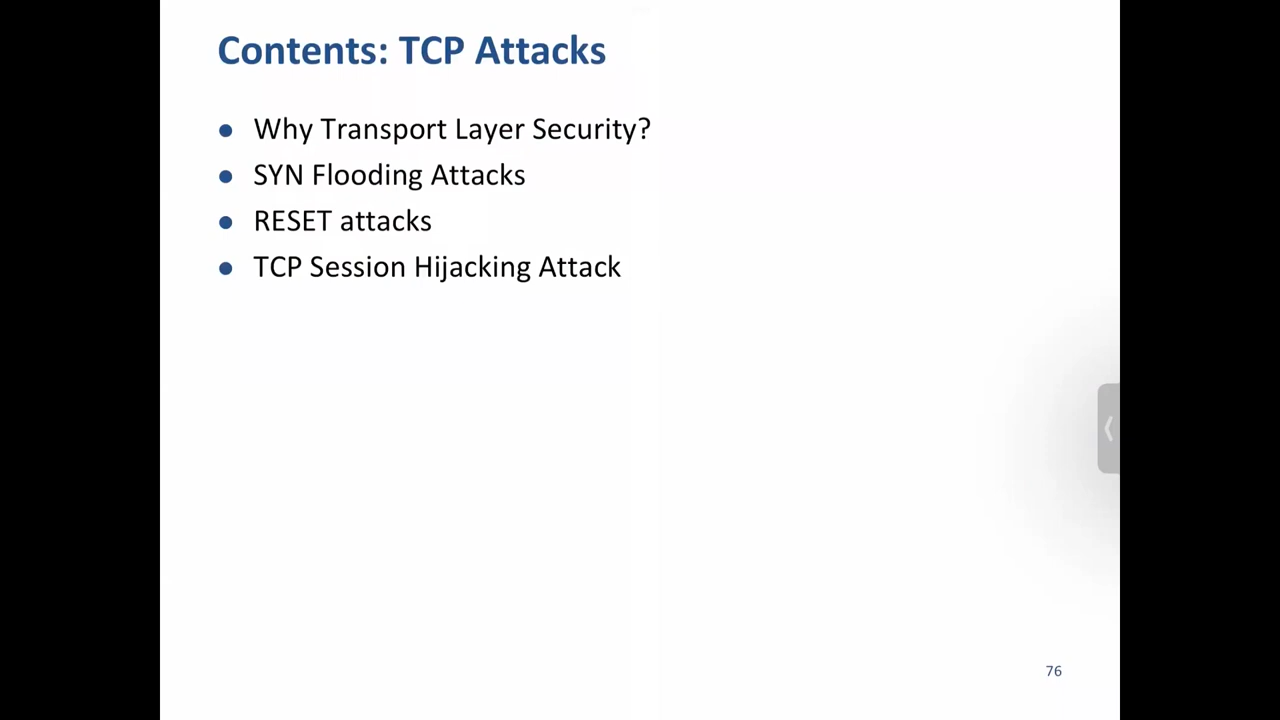 Contents: TCP Attacks
● Why Transport Layer Security?
● SYN Flooding Attacks
● RESET attacks
● TCP Session Hijacking Attack
76